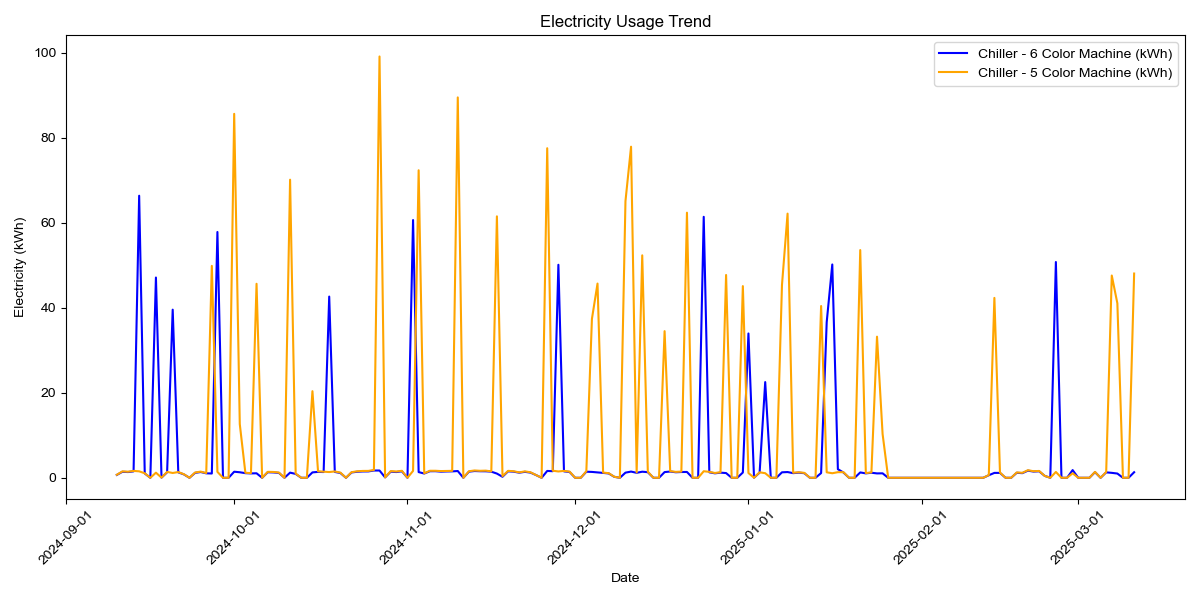 Electricity Usage Trend
Chiller - 6 Color Machine (kWh)
Chiller - 5 Color Machine (kWh)
Electricity (kWh)
100
80
60
40
20
0
2024-09-01
2024-10-01
2024-11-01
2024-12-01
2025-01-01
2025-02-01
2025-03-01
Date